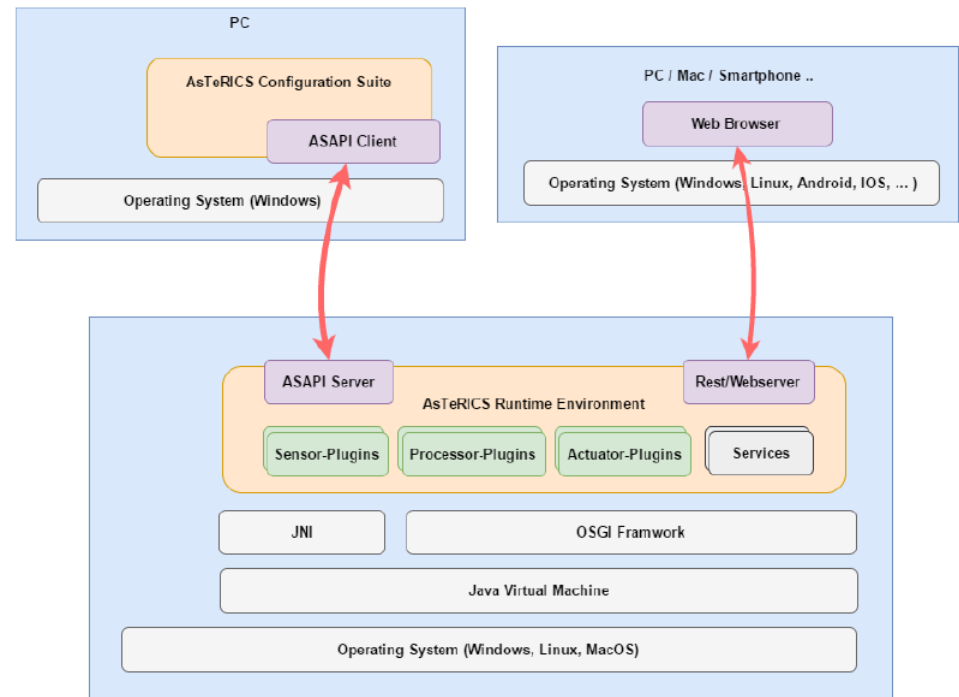 PC
AsTeRICS Configuration Suite
ASAPI Client
Operating System (Windows)
PC / Mac / Smartphone ..
Web Browser
Operating System (Windows, Linux, Android, IOS, ... )
ASAPI Server
Rest/Webserver
AsTeRICS Runtime Environment
Sensor-Plugins
Processor-Plugins
Actuator-Plugins
Services
JNI
OSGI Framwork
Java Virtual Machine
Operating System (Windows, Linux, MacOS)